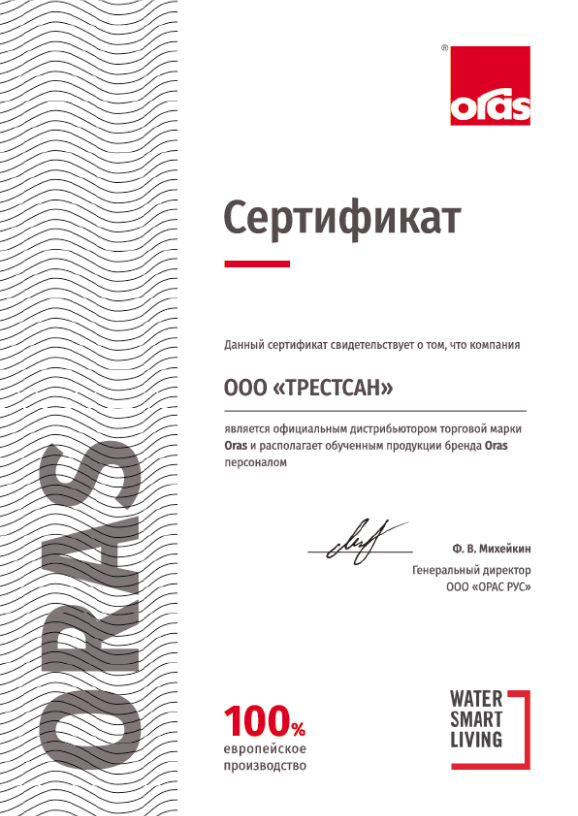 ®
oras
Сертификат
Данный сертификат свидетельствует о том, что компания
ООО «ТРЕСТСАН»
является официальным дистрибьютором торговой марки
Oras и располагает обученным продукции бренда Oras
персоналом
Ф. В. Михейкин
Генеральный директор
ООО «ОРАС РУС»
ORAS
100%
европейское
производство
WATER
SMART
LIVING